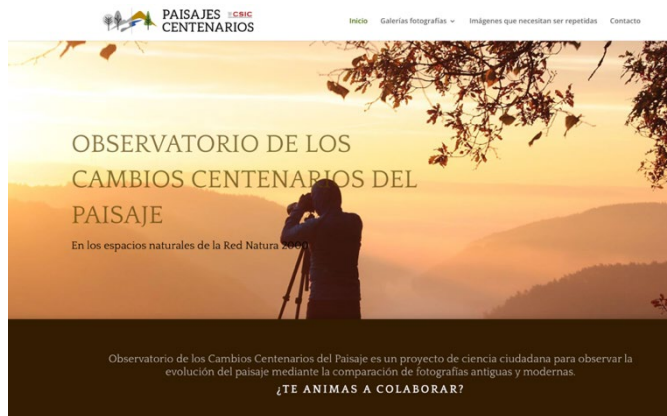 PAISAJES CSIC
CENTENARIOS
Inicio Galerías fotografías Imágenes que necesitan ser repetidas Contacto
OBSERVATORIO DE LOS
CAMBIOS CENTENARIOS DEL
PAISAJE
En los espacios naturales de la Red Natura 2000
Observatorio de los Cambios Centenarios del Paisaje es un proyecto de ciencia ciudadana para observar la
evolución del paisaje mediante la comparación de fotografías antiguas y modernas.
¿TE ANIMAS A COLABORAR?